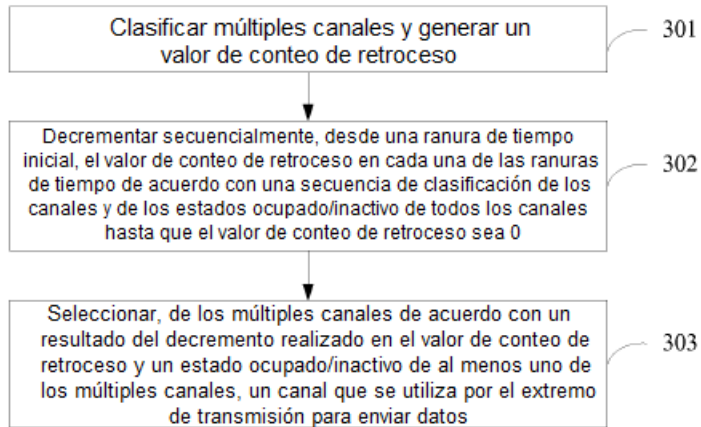 Clasificar múltiples canales y generar un
valor de conteo de retroceso
301
Decrementar secuencialmente, desde una ranura de tiempo
inicial, el valor de conteo de retroceso en cada una de las ranuras
de tiempo de acuerdo con una secuencia de clasificación de los
canales y de los estados ocupado/inactivo de todos los canales
hasta que el valor de conteo de retroceso sea 0
302
Seleccionar, de los múltiples canales de acuerdo con un
resultado del decremento realizado en el valor de conteo de
retroceso y un estado ocupado/inactivo de al menos uno de
los múltiples canales, un canal que se utiliza por el extremo
de transmisión para enviar datos
303